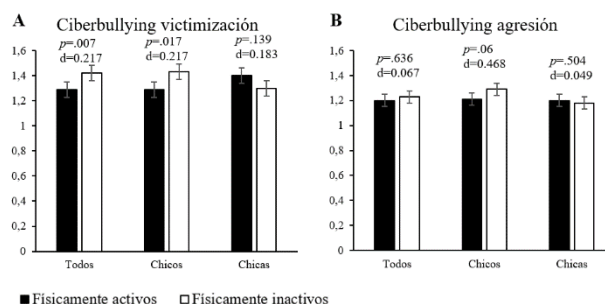 A Ciberbullying victimización
p=.007 p=.017 p=.139
d=0.217 d=0.217 d=0.183
1,6
1,4
1,2
1
0,8
0,6
0,4
0,2
0
Todos Chicos Chicas
B Ciberbullying agresión
p=.636 p=.06 p=.504
d=0.067 d=0.468 d=0.049
1,6
1,4
1,2
1
0,8
0,6
0,4
0,2
0
Todos Chicos Chicas
Físicamente activos Físicamente inactivos